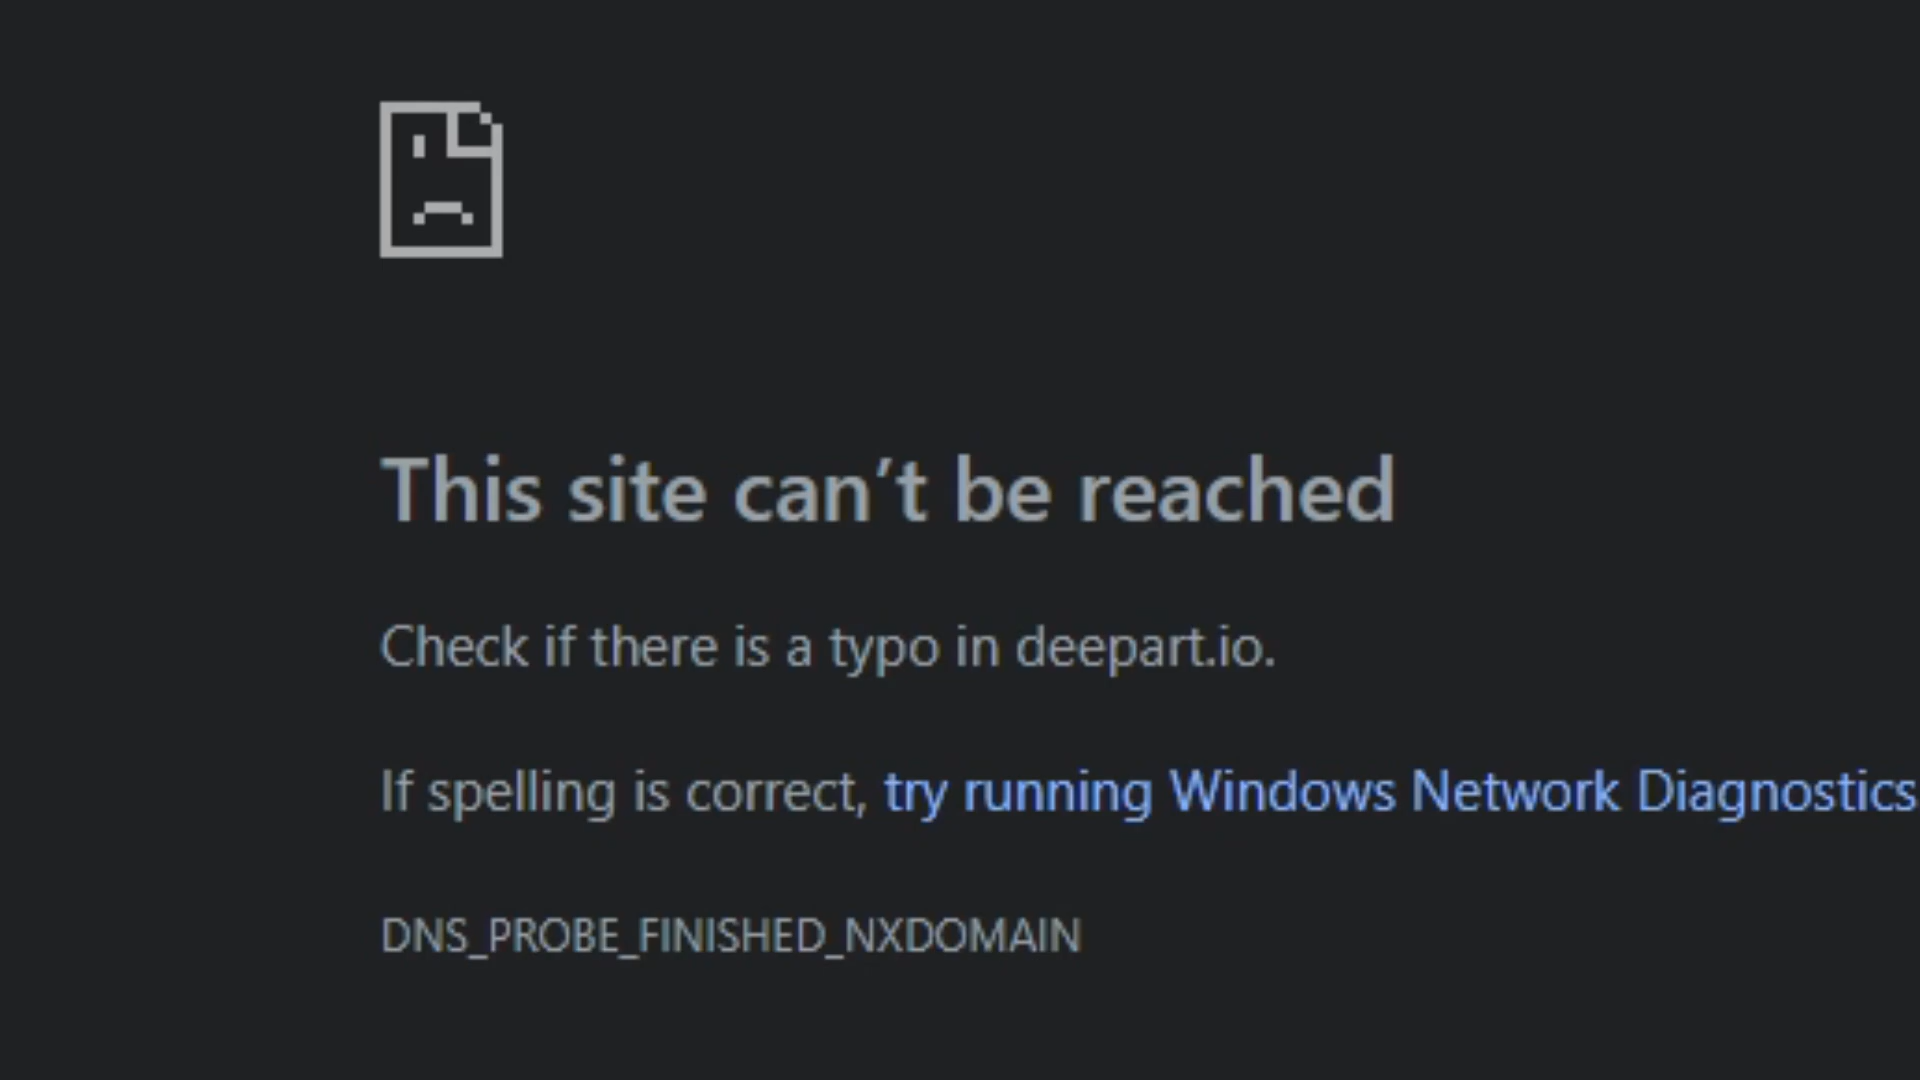 This site can’t be reached
Check if there is a typo in deepart.io.
If spelling is correct, try running Windows Network Diagnostics
DNS_PROBE_FINISHED_NXDOMAIN